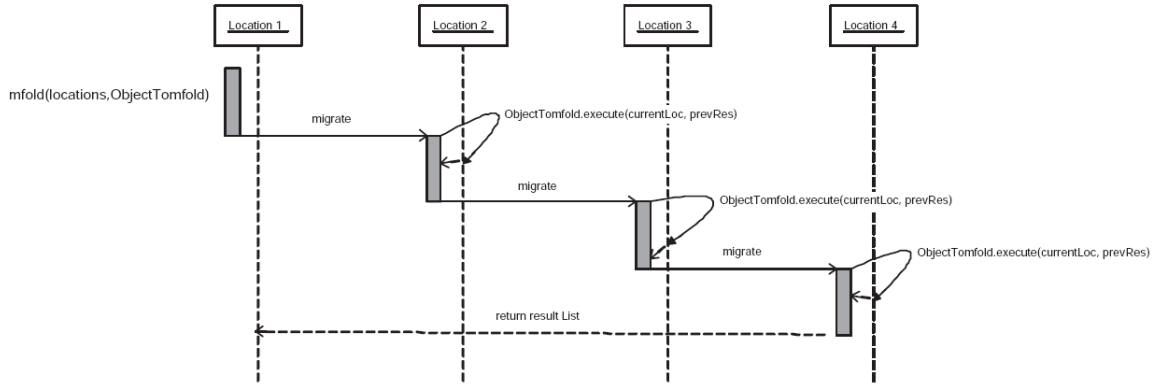 Location 1
Location 2
Location 3
Location 4
mfold(locations,ObjectTomfold)
migrate
ObjectTomfold.execute(currentLoc, prevRes)
migrate
ObjectTomfold.execute(currentLoc, prevRes)
migrate
ObjectTomfold.execute(currentLoc, prevRes)
return result List